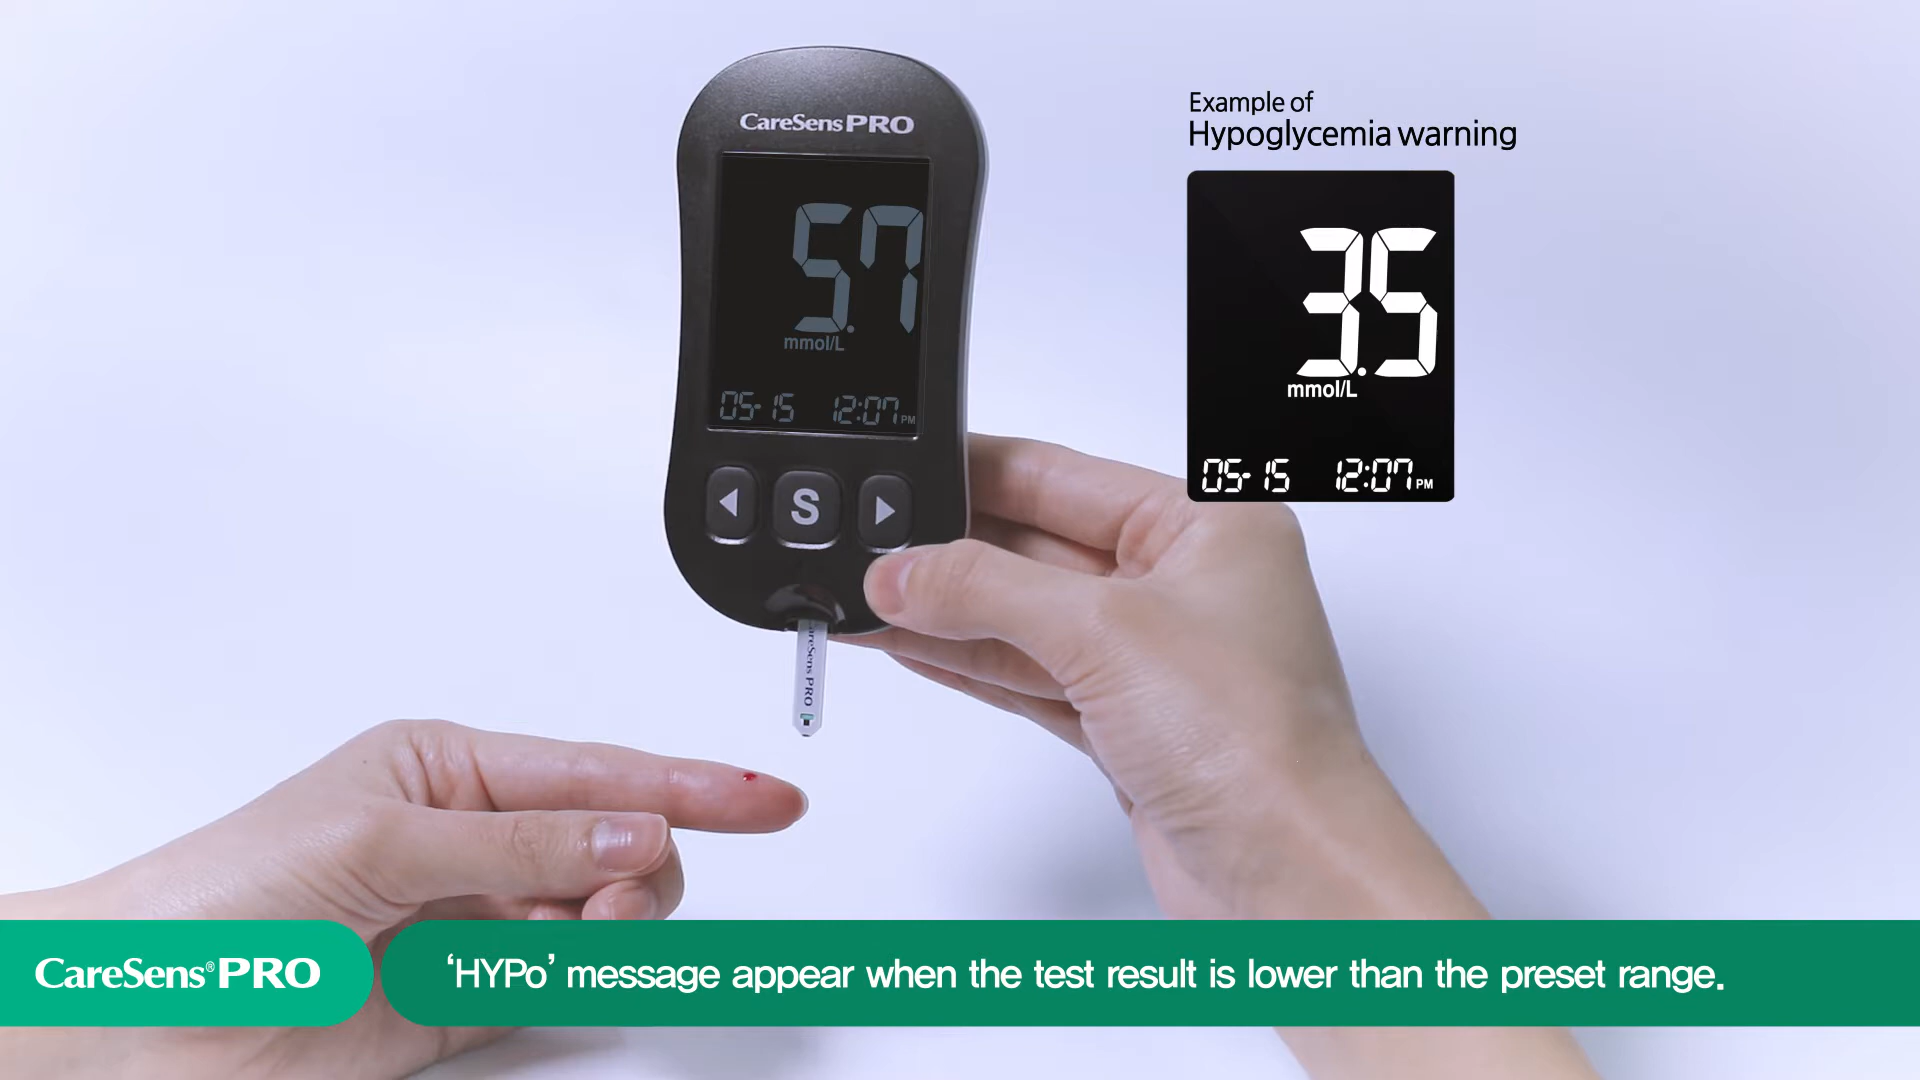 CareSens PRO
5.7
mmol/L
05-15 12:07 PM
S
CareSens PRO
Example of
Hypoglycemia warning
3.5
mmol/L
05-15 12:07 PM
CareSens® PRO
‘HYPo’ message appear when the test result is lower than the preset range.